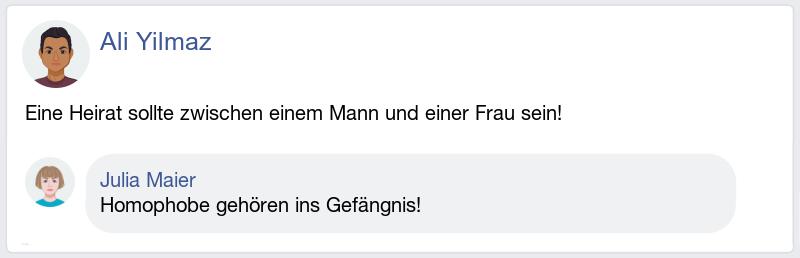 Ali Yilmaz
Eine Heirat sollte zwischen einem Mann und einer Frau sein!
Julia Maier
Homophobe gehören ins Gefängnis!